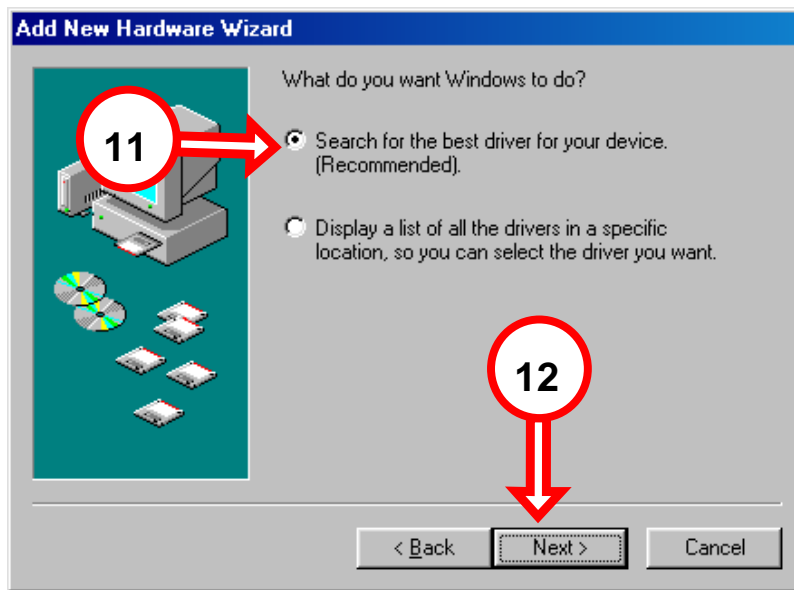 Add New Hardware Wizard
What do you want Windows to do?
11
Search for the best driver for your device.
(Recommended).
Display a list of all the drivers in a specific
location, so you can select the driver you want.
12
< Back
Next >
Cancel